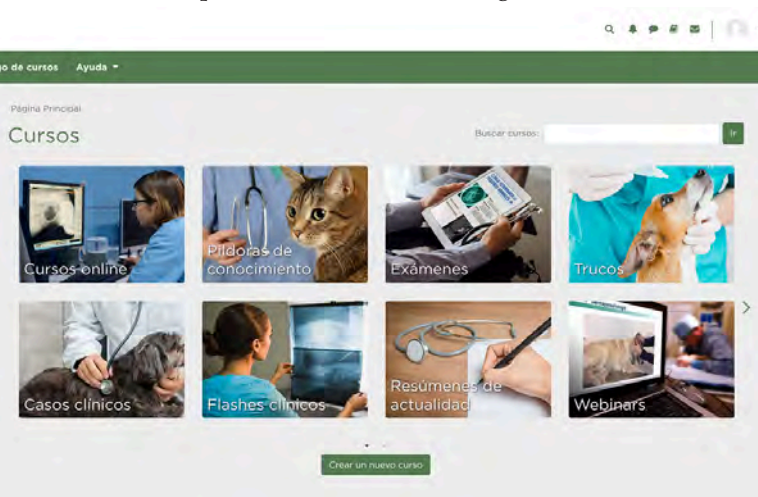 de cursos Ayuda
Página Principal
Cursos
Buscar cursos:
Ir
Cursos online
Píldoras de
conocimiento
Exámenes
Trucos
Casos clínicos
Flashes clínicos
Resúmenes de
actualidad
Webinars
Crear un nuevo curso